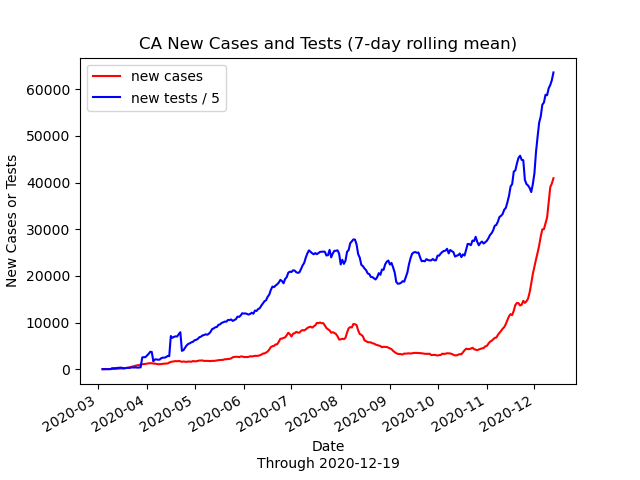 CA New Cases and Tests (7-day rolling mean)
new cases
new tests / 5
New Cases or Tests
60000
50000
40000
30000
20000
10000
0
2020-03
2020-04
2020-05
2020-06
2020-07
2020-08
2020-09
2020-10
2020-11
2020-12
Date
Through 2020-12-19